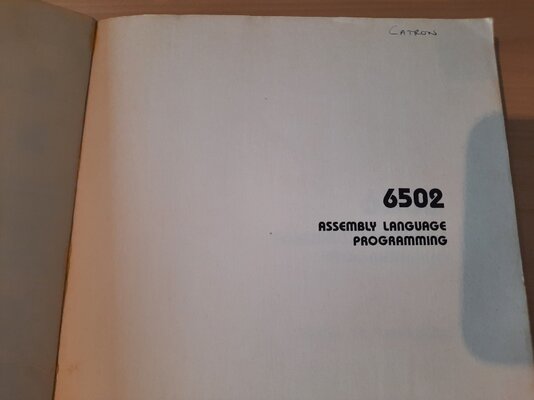 CATRON
6502
ASSEMBLY LANGUAGE
PROGRAMMING